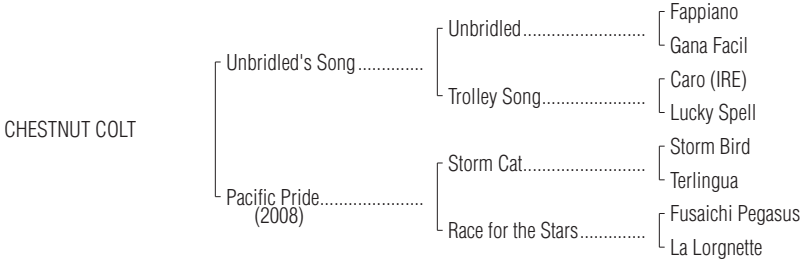 Fappiano
Unbridled..........................
Gana Facil
Unbridled's Song..............
Caro (IRE)
Trolley Song......................
Lucky Spell
CHESTNUT COLT
Storm Bird
Storm Cat..........................
Terlingua
Pacific Pride......................
(2008)
Fusaichi Pegasus
Race for the Stars..............
La Lorgnette